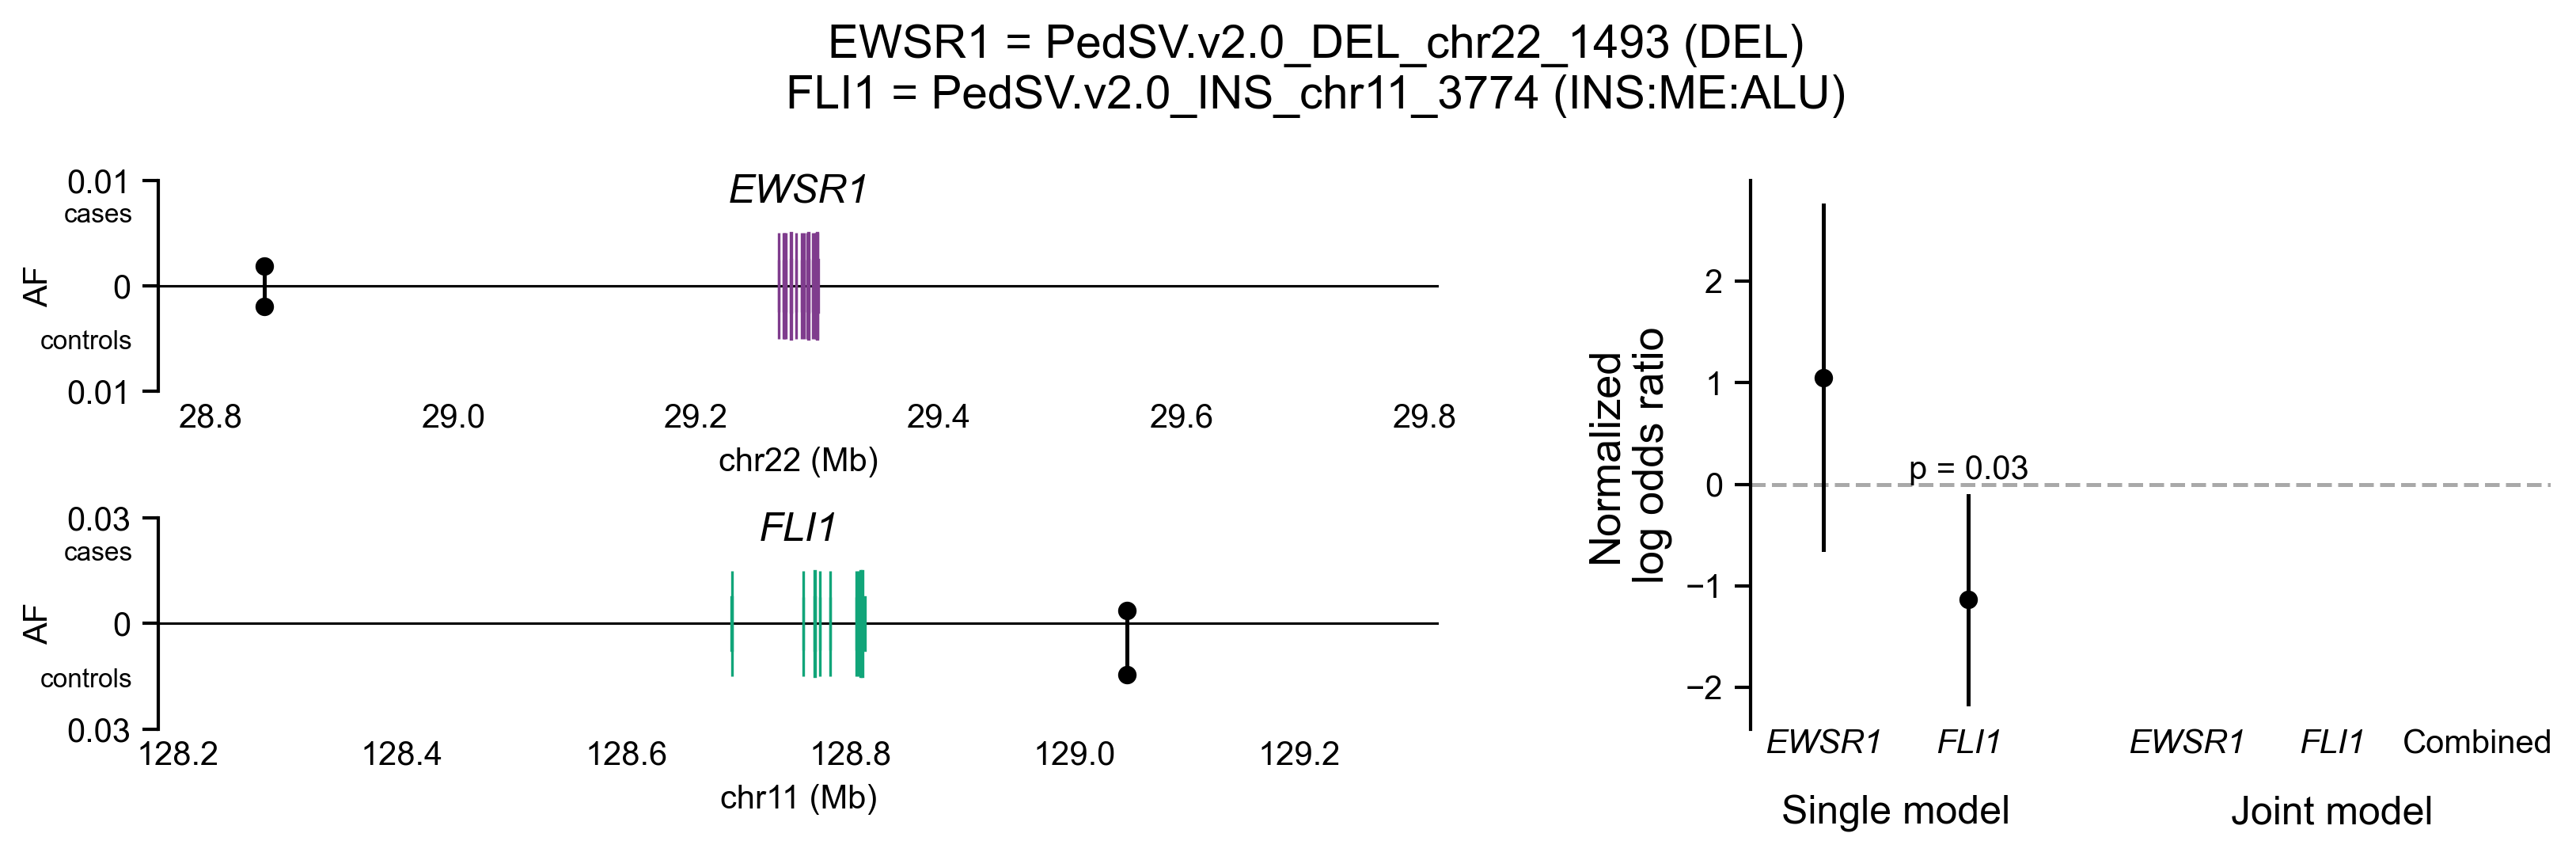 EWSR1 = PedSV.v2.0_DEL_chr22_1493 (DEL)
FLI1 = PedSV.v2.0_INS_chr11_3774 (INS:ME:ALU)
EWSR1
0.01
cases
AF
0
controls
0.01
28.8 29.0 29.2 29.4 29.6 29.8
chr22 (Mb)
FLI1
0.03
cases
AF
0
controls
0.03
128.2 128.4 128.6 128.8 129.0 129.2
chr11 (Mb)
Normalized
log odds ratio
2
1
0
−1
−2
p = 0.03
EWSR1 FLI1 EWSR1 FLI1 Combined
Single model Joint model